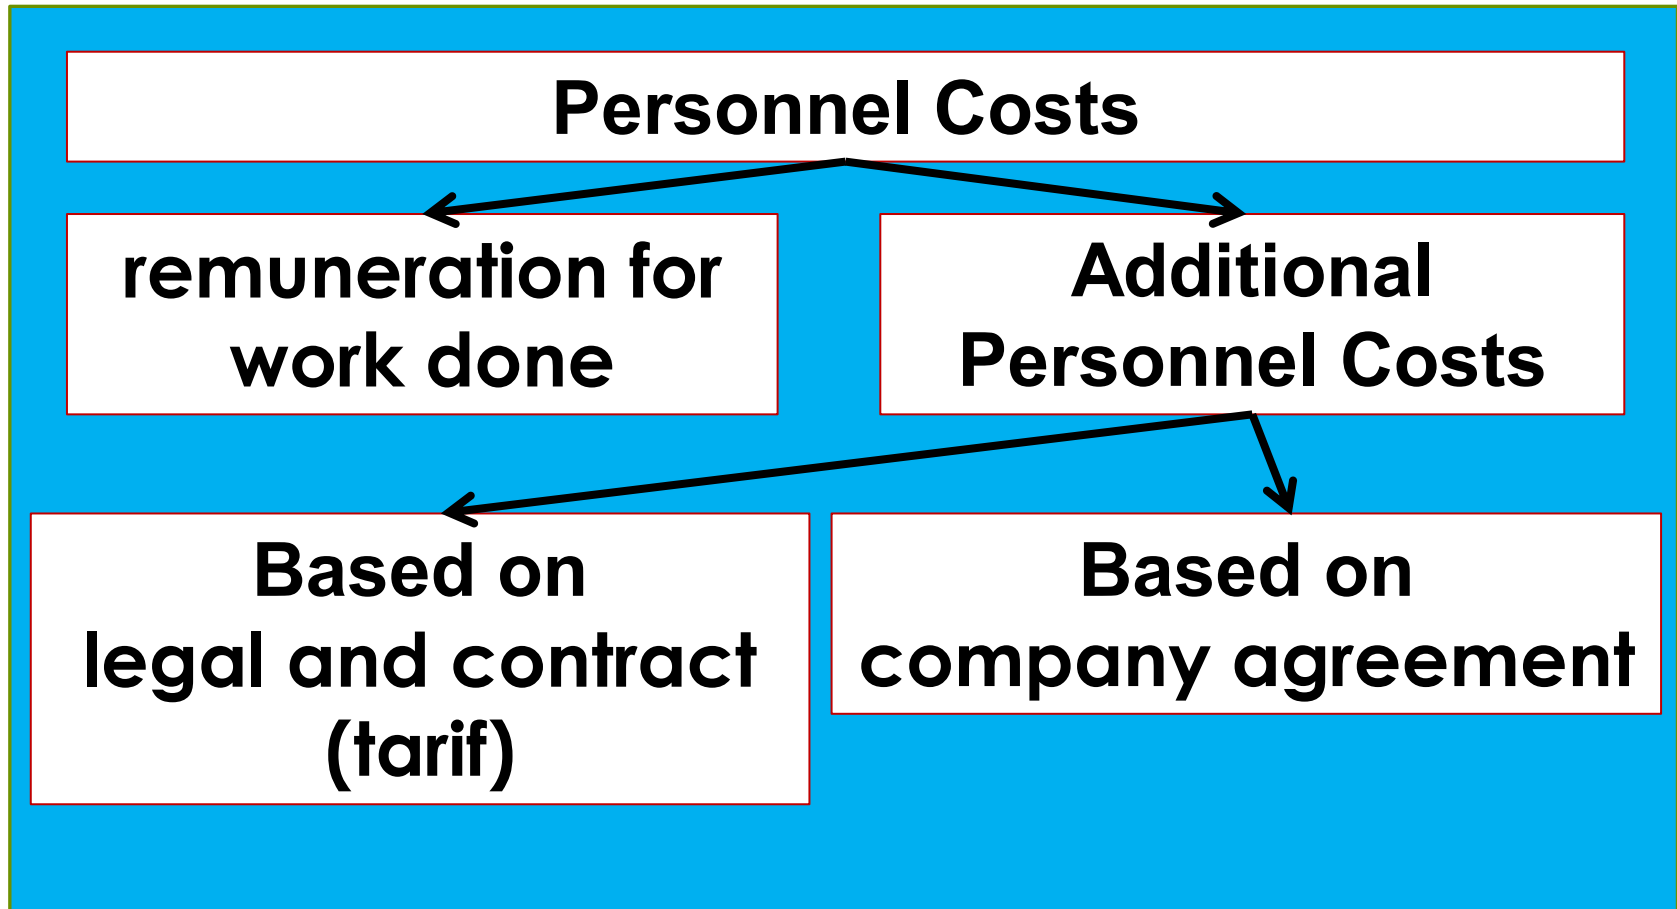 Personnel Costs
remuneration for
work done
Additional
Personnel Costs
Based on
legal and contract
(tarif)
Based on
company agreement